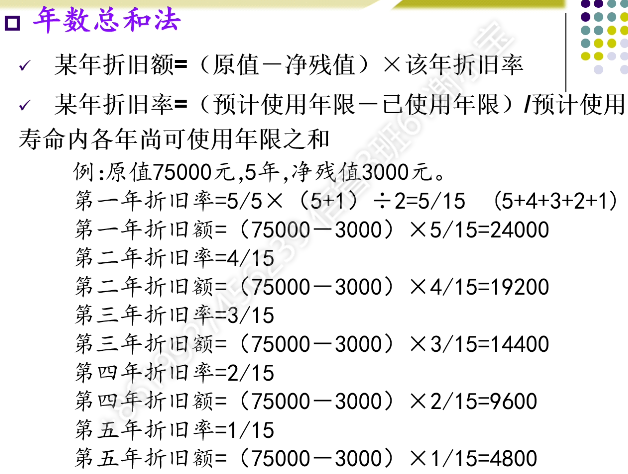 年数总和法
某年折旧额=（原值－净残值）×该年折旧率
某年折旧率=（预计使用年限－已使用年限）/预计使用
寿命内各年尚可使用年限之和
例:原值75000元,5年,净残值3000元。
第一年折旧率=5/5×（5+1）÷2=5/15 (5+4+3+2+1)
第一年折旧额=（75000－3000）×5/15=24000
第二年折旧率=4/15
第二年折旧额=（75000－3000）×4/15=19200
第三年折旧率=3/15
第三年折旧额=（75000－3000）×3/15=14400
第四年折旧率=2/15
第四年折旧额=（75000－3000）×2/15=9600
第五年折旧率=1/15
第五年折旧额=（75000－3000）×1/15=4800